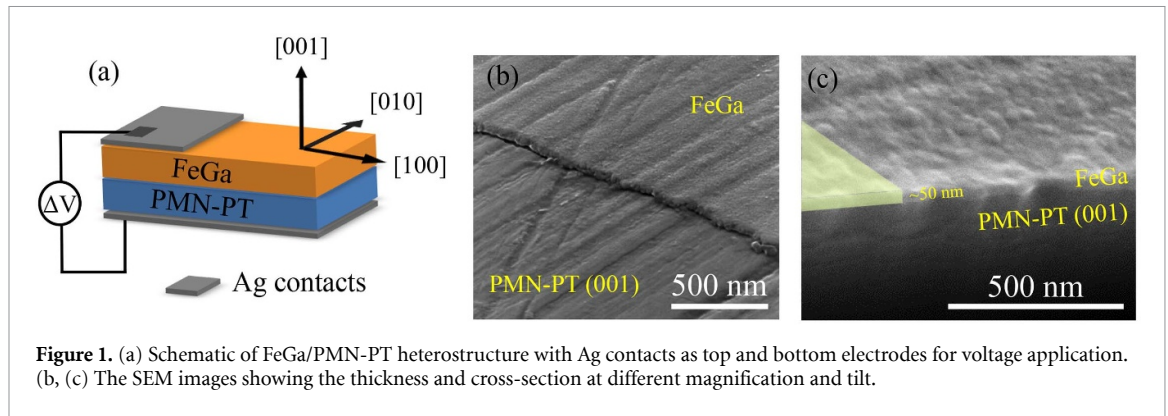 (a)
[001]
[010]
[100]
FeGa
PMN-PT
ΔV
Ag contacts
(b)
FeGa
PMN-PT (001)
500 nm
(c)
~50 nm
FeGa
PMN-PT (001)
500 nm
Figure 1. (a) Schematic of FeGa/PMN-PT heterostructure with Ag contacts as top and bottom electrodes for voltage application.
(b, c) The SEM images showing the thickness and cross-section at different magnification and tilt.